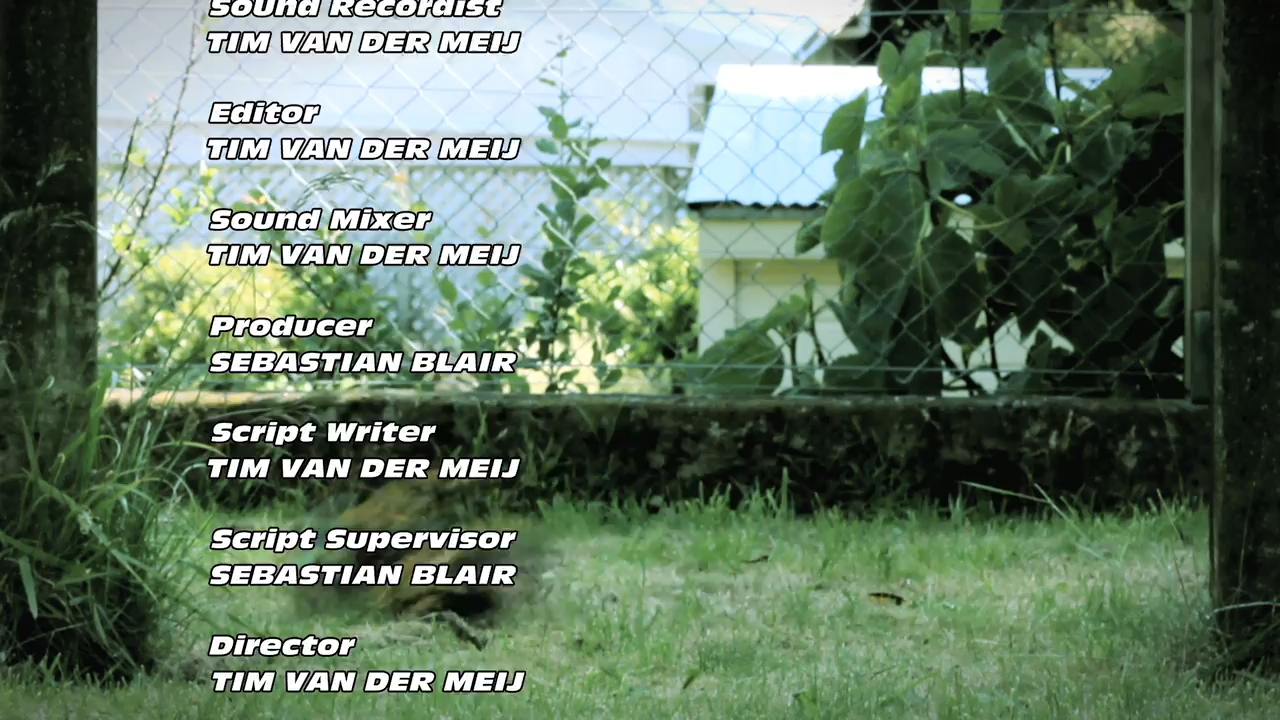 Sound Recordist
TIM VAN DER MEIJ
Editor
TIM VAN DER MEIJ
Sound Mixer
TIM VAN DER MEIJ
Producer
SEBASTIAN BLAIR
Script Writer
TIM VAN DER MEIJ
Script Supervisor
SEBASTIAN BLAIR
Director
TIM VAN DER MEIJ